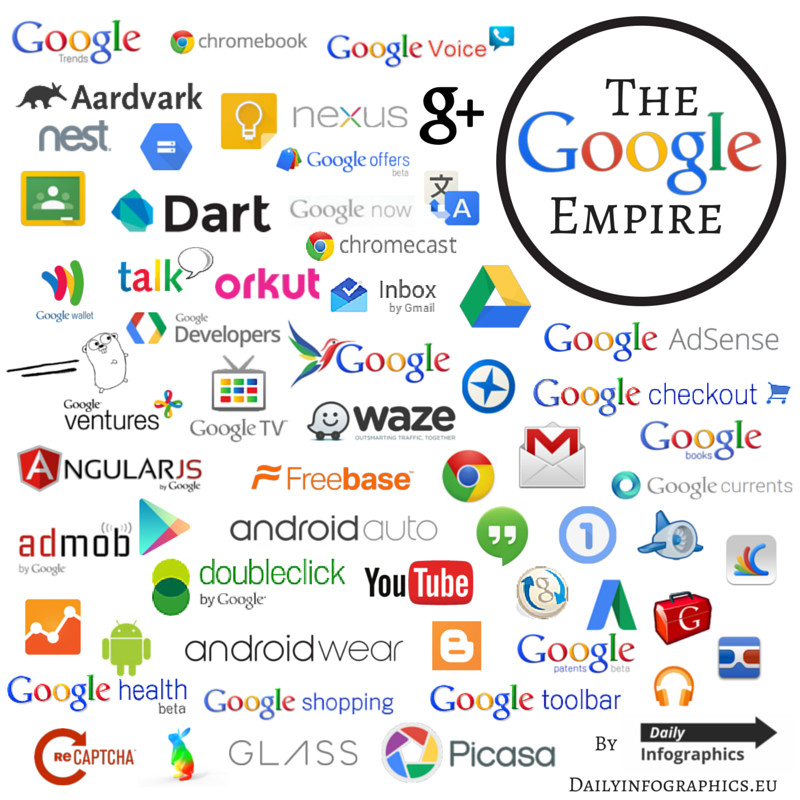 Google
Trends
chromebook
Google Voice
THE
Google
EMPIRE
Aardvark
nexus
g+
nest
Google offers
beta
文
A
Dart
Google now
chromecast
talk
orkut
Inbox
by Gmail
Google wallet
Google
Developers
Google
Google AdSense
Google
ventures
Google TV
waze
OUTSMARTING TRAFFIC, TOGETHER
Google checkout
Google
books
ANGULARJS
by Google
Freebase
Google currents
admob
by Google
androidauto
1
doubleclick
by Google
YouTube
g
G
androidwear
Google
patents beta
Google health
beta
Google shopping
Google toolbar
reCAPTCHA
GLASS
Picasa
BY
Daily
Infographics
DAILYINFOGRAPHICS.EU